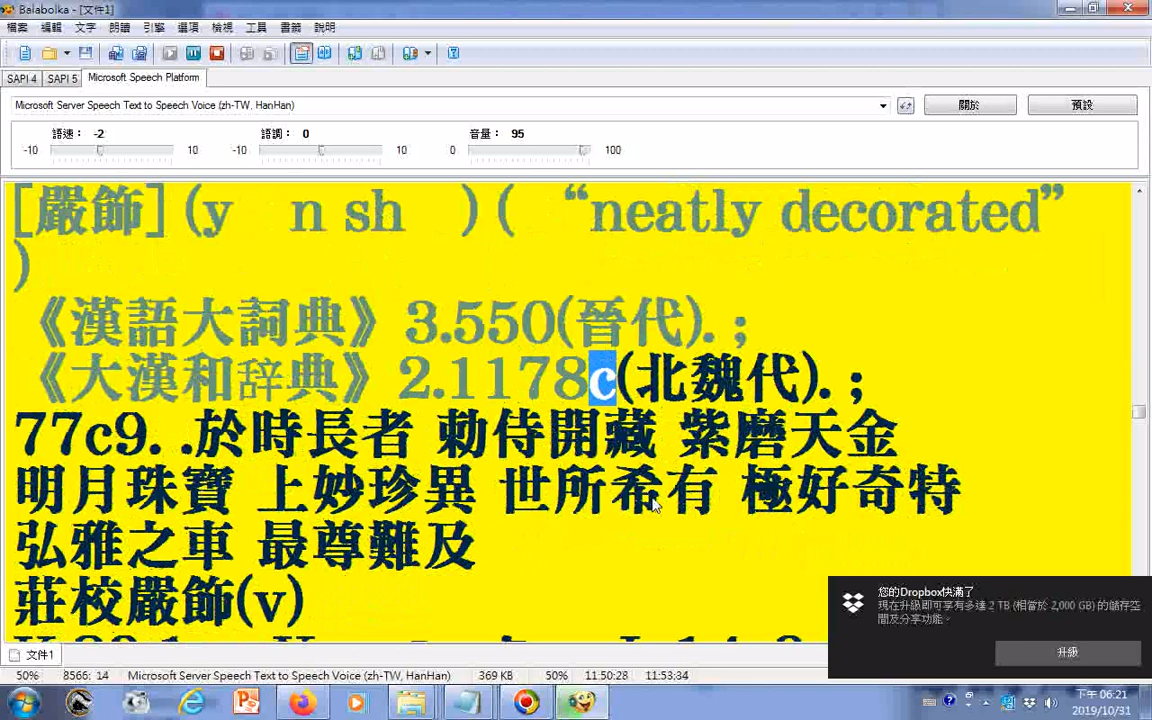 Balabolka - [文件1]
檔案 編輯 文字 朗讀 引擎 選項 檢視 工具 書籤 說明
SAPI 4 SAPI 5 Microsoft Speech Platform
Microsoft Server Speech Text to Speech Voice (zh-TW, HanHan) 關於 預設
語速： -2 語調： 0 音量： 95
-10 10 -10 10 0 100
[嚴飾] (y n sh ) ( “neatly decorated”
)
《漢語大詞典》3.550(晉代). ;
《大漢和辞典》2.1178c(北魏代). ;
77c9. .於時長者 勅侍開藏 紫磨天金
明月珠寶 上妙珍異 世所希有 極好奇特
弘雅之車 最尊難及
莊校嚴飾(v)
您的Dropbox快滿了
現在升級即可享有多達 2 TB (相當於 2,000 GB) 的儲存空
間及分享功能。
升級
文件1
50% 8566: 14 Microsoft Server Speech Text to Speech Voice (zh-TW, HanHan) 369 KB 50% 11:50:28 11:53:34
下午 06:21
2019/10/31